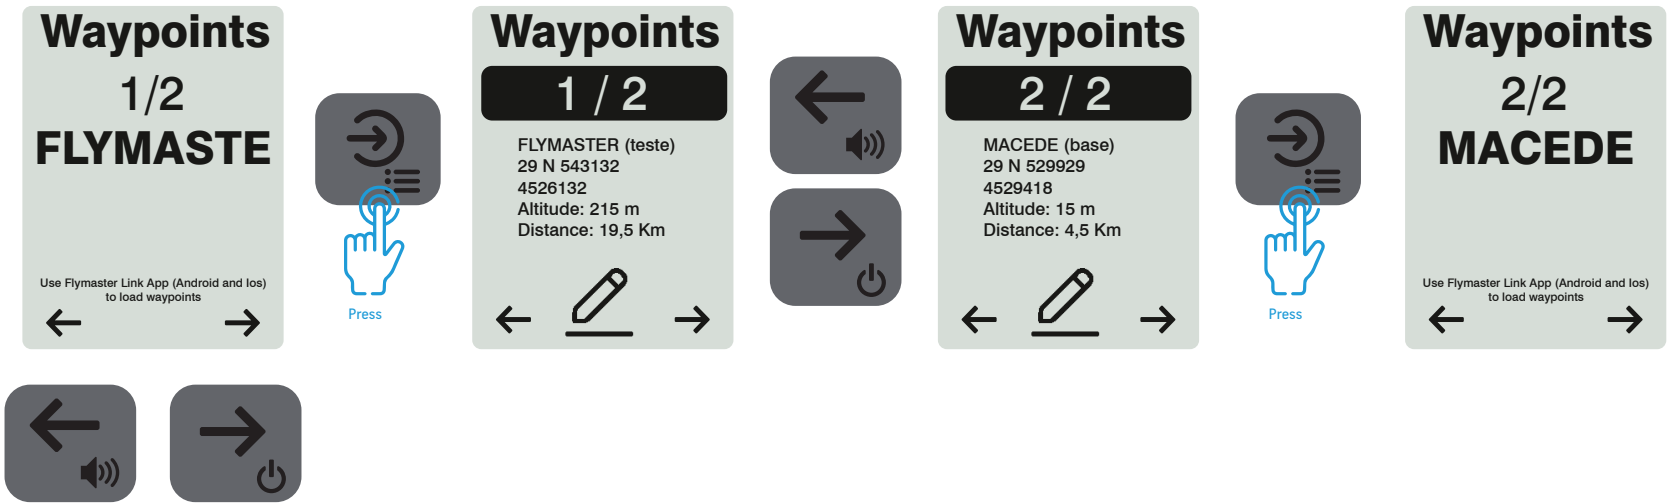 Waypoints
1/2
FLYMASTE
Use Flymaster Link App (Android and Ios)
to load waypoints
Press
Waypoints
1 / 2
FLYMASTER (teste)
29 N 543132
4526132
Altitude: 215 m
Distance: 19,5 Km
Waypoints
2 / 2
MACEDE (base)
29 N 529929
4529418
Altitude: 15 m
Distance: 4,5 Km
Press
Waypoints
2/2
MACEDE
Use Flymaster Link App (Android and Ios)
to load waypoints